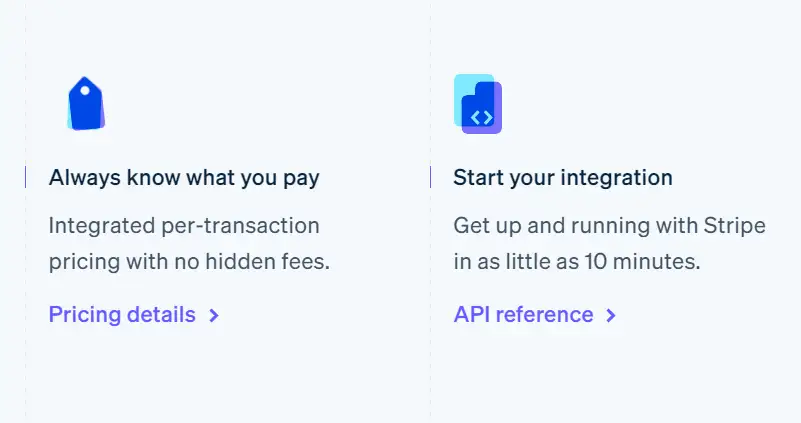 Always know what you pay
Integrated per-transaction
pricing with no hidden fees.
Pricing details
Start your integration
Get up and running with Stripe
in as little as 10 minutes.
API reference